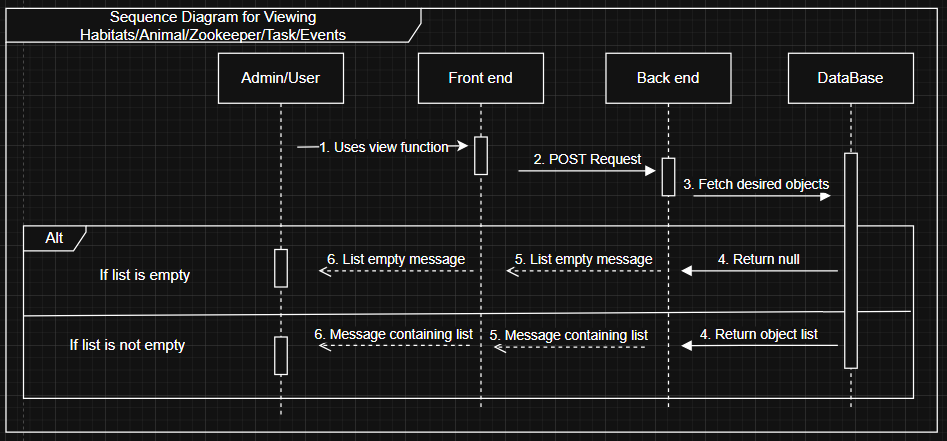 Sequence Diagram for Viewing
Habitats/Animal/Zookeeper/Task/Events
Admin/User
Front end
Back end
DataBase
1. Uses view function
2. POST Request
3. Fetch desired objects
Alt
If list is empty
6. List empty message
5. List empty message
4. Return null
If list is not empty
6. Message containing list
5. Message containing list
4. Return object list